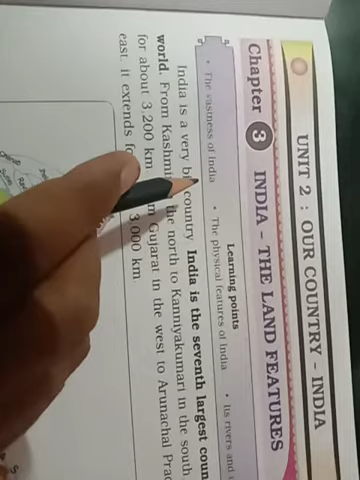 UNIT 2 : OUR COUNTRY – INDIA
Chapter 3 INDIA – THE LAND FEATURES
Learning points
• The vastness of India • The physical features of India • Its rivers and
India is a very country India is the seventh largest
world. From the north to Kanniyakumari in the south
for about 3,200 km Gujarat in the west to Arunachal
east, it extends 3,000 km